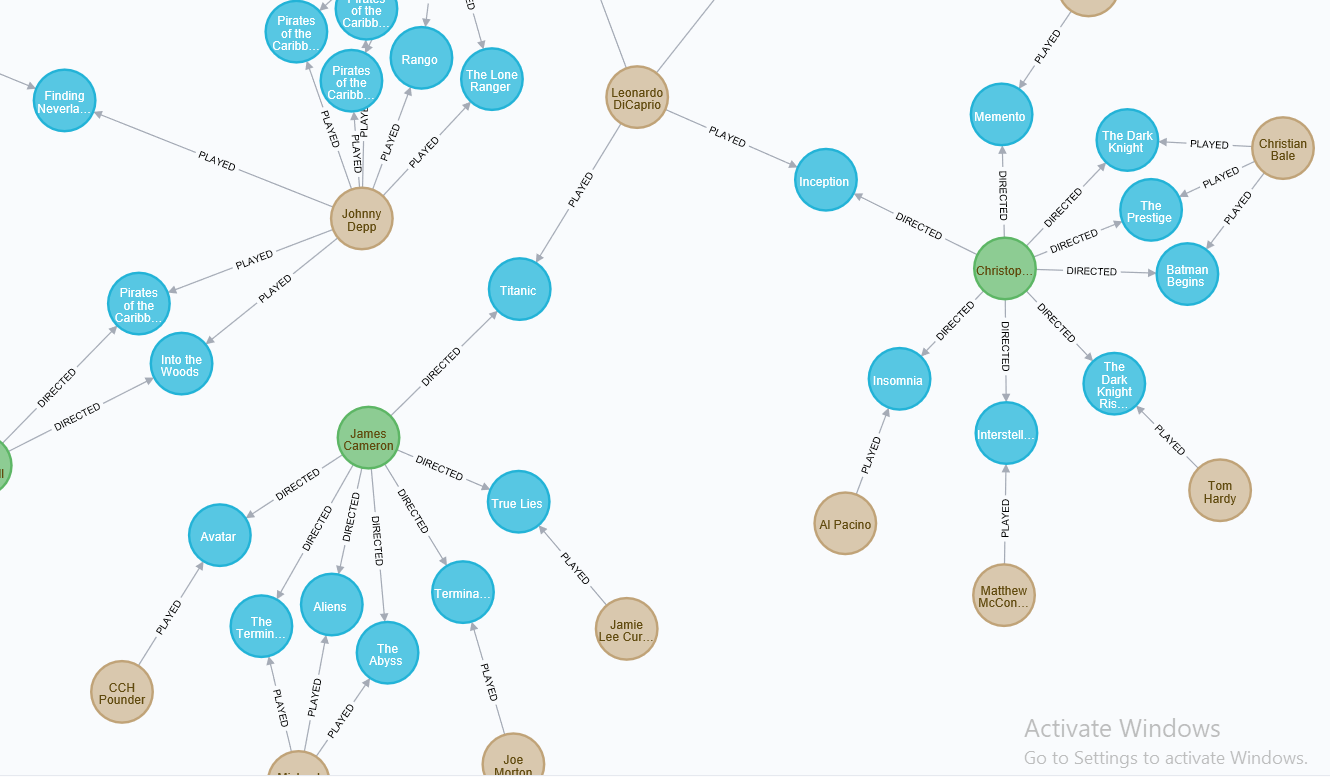 Pirates
of the
Caribb...
Pirates
of the
Caribb...
Pirates
of the
Caribb...
Rango
The Lone
Ranger
ED
Finding
Neverla...
PLAYED
PLAYED
PLAYED
PLAYE
PLAYED
PLAYED
Johnny
Depp
PLAYED
PLAYED
Pirates
of the
Caribb...
Into the
Woods
DIRECTED
DIRECTED
ll
Leonardo
DiCaprio
PLAYED
PLAYED
Inception
Titanic
DIRECTED
DIRECTED
PLAYED
Memento
DIRECTED
The Dark
Knight
PLAYED
Christian
Bale
PLAYED
PLAYED
The
Prestige
DIRECTED
DIRECTED
DIRECTED
Batman
Begins
Christop...
DIRECTED
DIRECTED
DIRECTED
Insomnia
Interstell...
The
Dark
Knight
Ris...
PLAYED
PLAYED
PLAYED
Al Pacino
Matthew
McCon...
Tom
Hardy
James
Cameron
DIRECTED
DIRECTED
DIRECTED
DIRECTED
DIRECTED
DIRECTED
True Lies
Avatar
The
Termin...
Aliens
The
Abyss
Termina...
PLAYED
Jamie
Lee Cur...
PLAYED
CCH
Pounder
PLAYED
PLAYED
PLAYED
PLAYED
Joe
Morton
Activate Windows
Go to Settings to activate Windows.